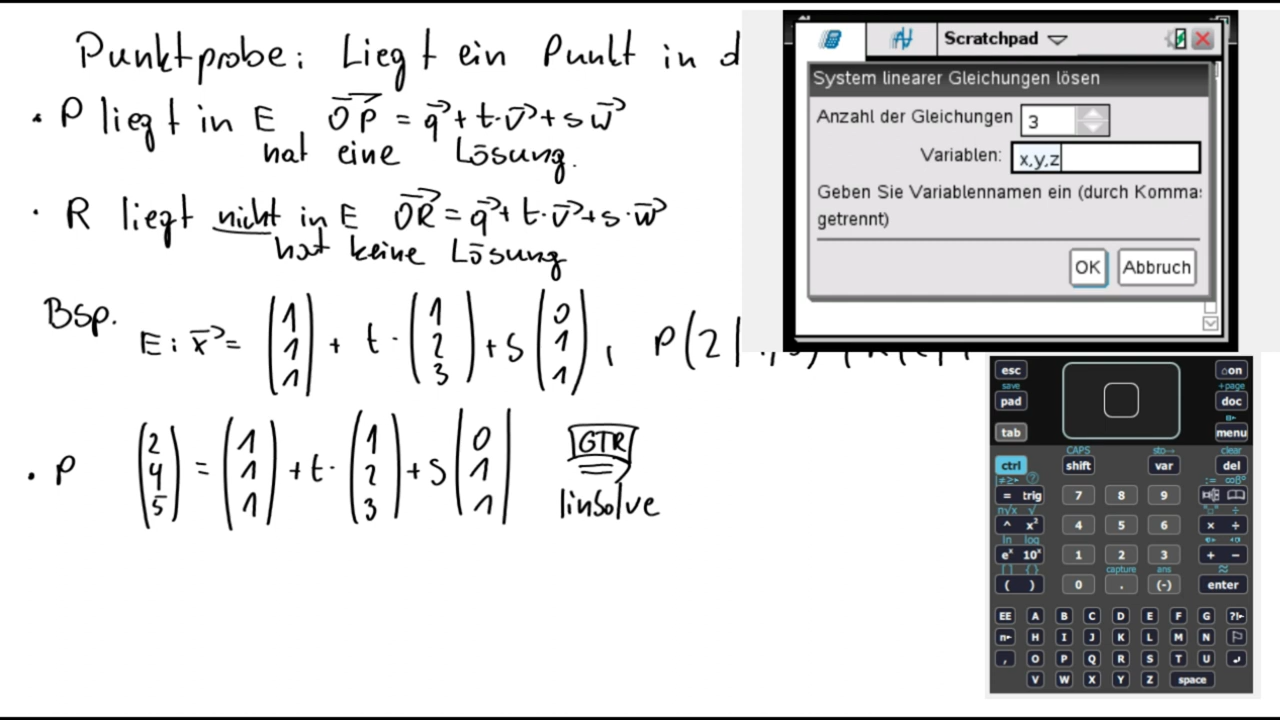 Punktprobe: Liegt ein Punkt in d
• P liegt in E OP⃗ = q⃗ + t·v⃗ + s w⃗
hat eine Lösung.
• R liegt nicht in E OR⃗ = q⃗ + t·v⃗ + s·w⃗
hat keine Lösung
Bsp. E: x⃗ = (1 1 1) + t·(1 2 3) + s (0 1 1), P(2|
• P (2 4 5) = (1 1 1) + t·(1 2 3) + s (0 1 1)
GTR
linsolve
Scratchpad
System linearer Gleichungen lösen
Anzahl der Gleichungen 3
Variablen: x,y,z
Geben Sie Variablennamen ein (durch Komma
getrennt)
OK Abbruch
esc on
save +page
pad doc
tab menu
CAPS sto→ clear
ctrl shift var del
= trig 7 8 9
n√x √
^ x² 4 5 6 × ÷
ln log
eˣ 10ˣ 1 2 3 + −
[] {} capture ans ≈
( ) 0 . (-) enter
EE A B C D E F G ?!▸
π▸ H I J K L M N
, O P Q R S T U
V W X Y Z space